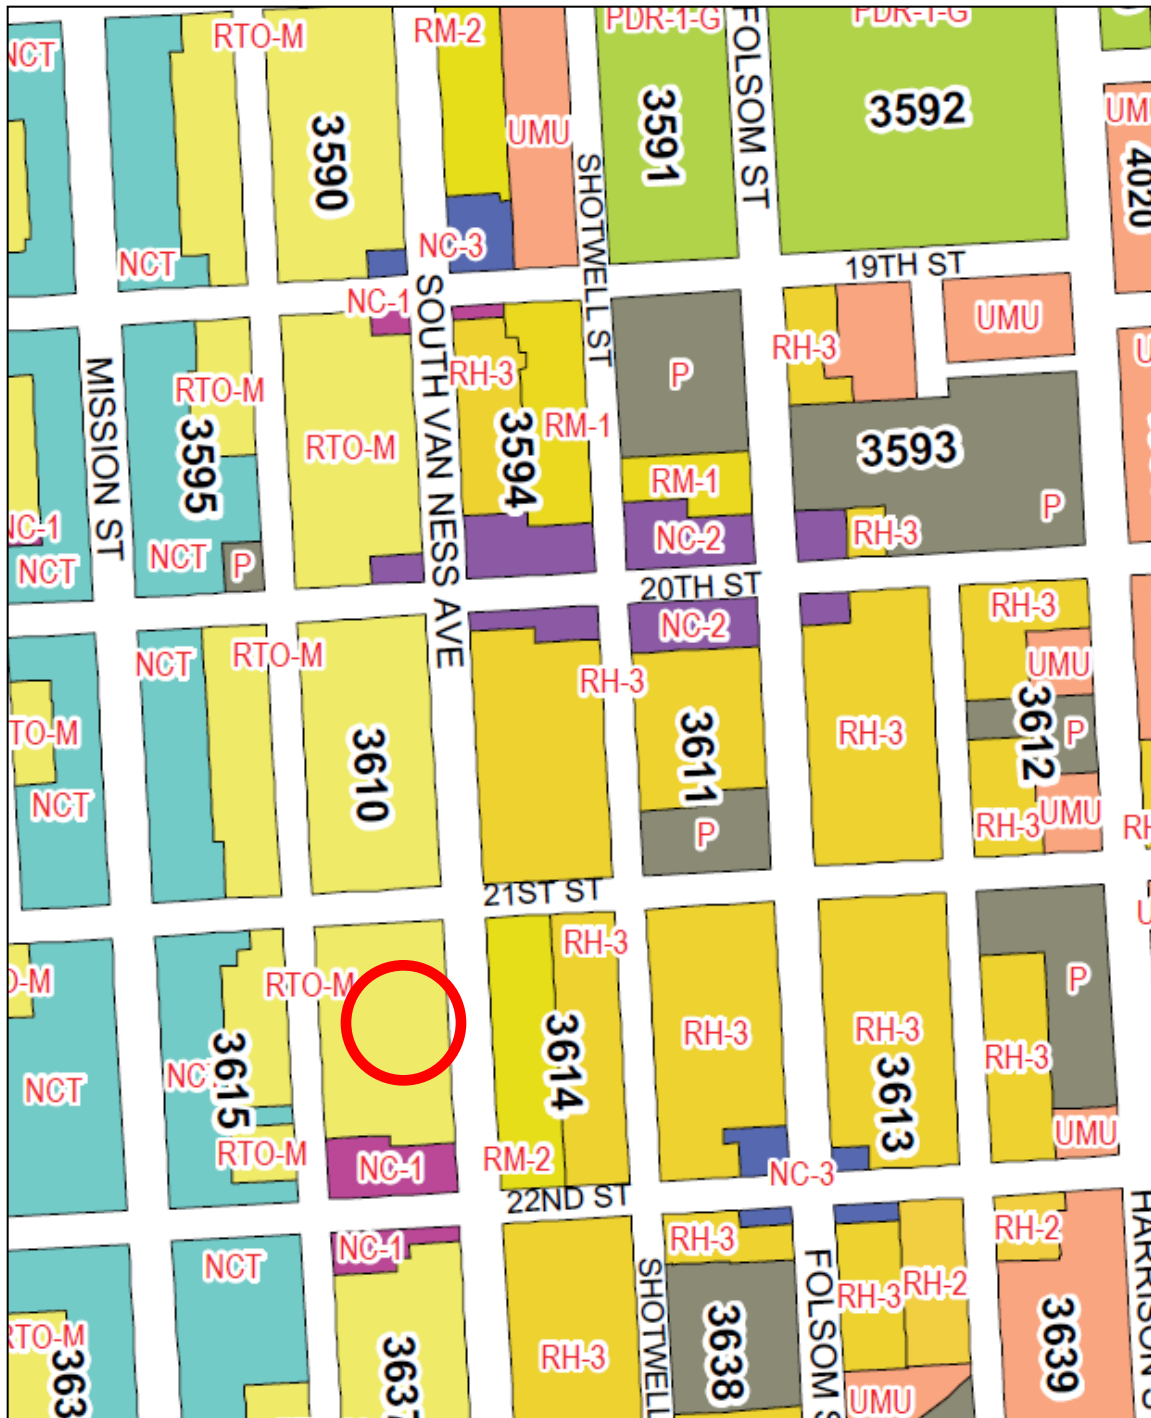 NCT
RTO-M
RM-2
PDR-1-G
PDR-1-G
UMU
FOLSOM ST
3590
3591
3592
4020
UMU
SHOTWELL ST
NCT
NC-3
19TH ST
NC-1
SOUTH VAN NESS AVE
UMU
MISSION ST
RTO-M
RH-3
P
RH-3
3595
RTO-M
3594
RM-1
3593
RM-1
P
NC-1
NCT
NCT
P
NC-2
RH-3
20TH ST
NC-2
RH-3
NCT
RTO-M
RH-3
UMU
TO-M
3610
3611
RH-3
3612
P
NCT
P
RH-3
UMU
RH
21ST ST
RH-3
RTO-M
P
NCT
3615
3614
RH-3
RH-3
3613
RH-3
RTO-M
NC-1
RM-2
NC-3
UMU
22ND ST
NC-1
NCT
RH-3
RH-2
HARRISON S
SHOTWELL
FOLSOM S
RH-3
RH-2
RTO-M
363
3637
RH-3
3638
3639
UMU